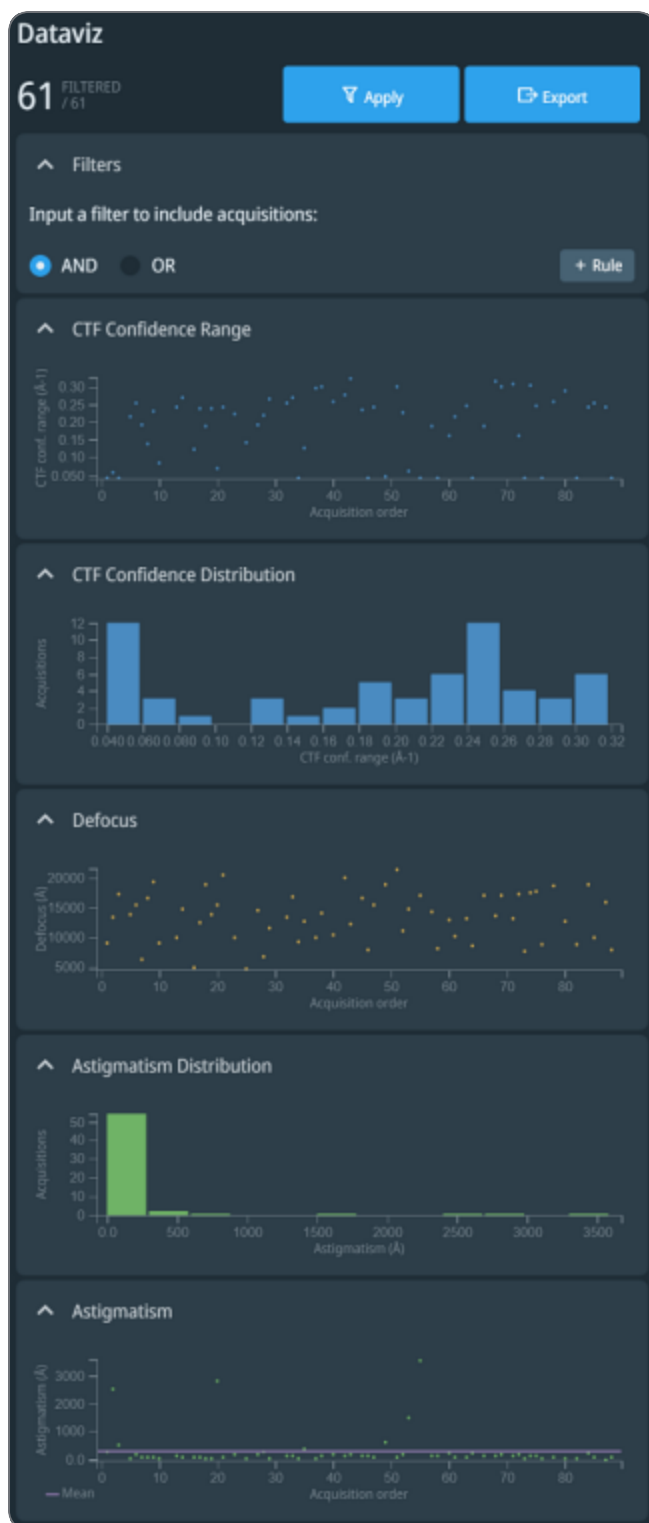 Dataviz
61 FILTERED / 61
Apply
Export
Filters
Input a filter to include acquisitions:
AND OR
+ Rule
CTF Confidence Range
CTF conf. range (Å-1)
0.30
0.25
0.20
0.15
0.10
0.050
0 10 20 30 40 50 60 70 80
Acquisition order
CTF Confidence Distribution
Acquisitions
12
10
8
6
4
2
0
0.040 0.060 0.080 0.10 0.12 0.14 0.16 0.18 0.20 0.22 0.24 0.26 0.28 0.30 0.32
CTF conf. range (Å-1)
Defocus
Defocus (Å)
20000
15000
10000
5000
0 10 20 30 40 50 60 70 80
Acquisition order
Astigmatism Distribution
Acquisitions
50
40
30
20
10
0
0.0 500 1000 1500 2000 2500 3000 3500
Astigmatism (Å)
Astigmatism
Astigmatism (Å)
3000
2000
1000
0.0
0 10 20 30 40 50 60 70 80
Mean
Acquisition order